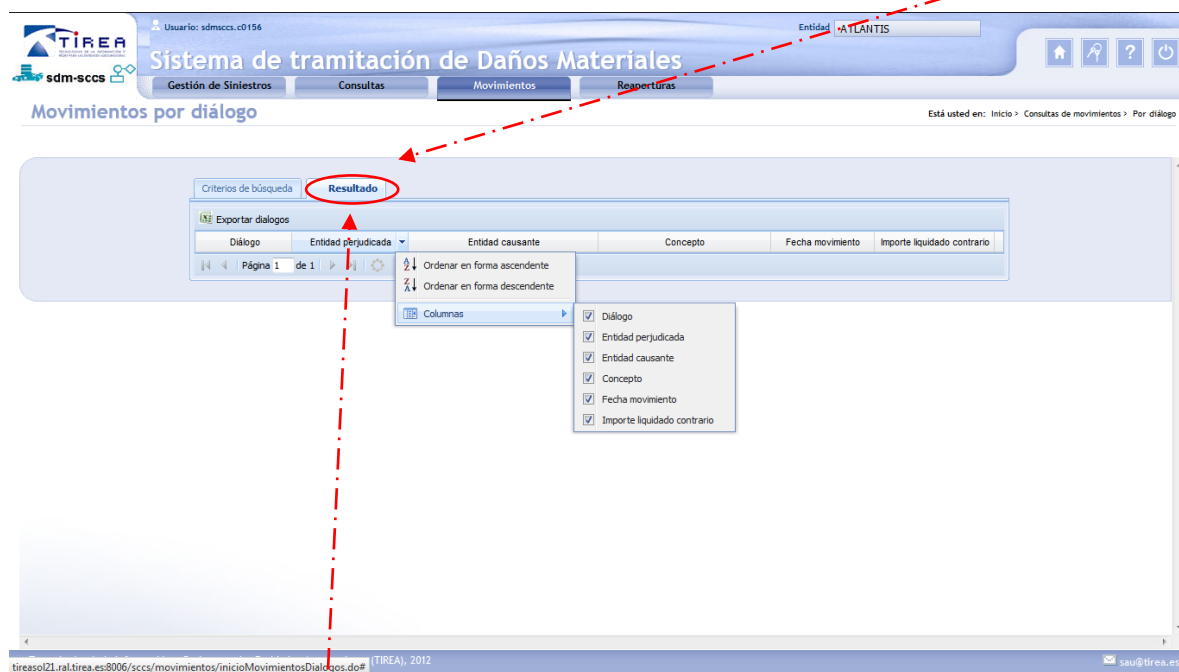 Usuario: sdmsccs.c0156
Entidad ATLANTIS
TIREA
sdm-sccs
Sistema de tramitación de Daños Materiales
Gestión de Siniestros Consultas Movimientos Reaperturas
Movimientos por diálogo
Está usted en: Inicio > Consultas de movimientos > Por diálogo
Criterios de búsqueda Resultado
Exportar dialogos
Diálogo Entidad perjudicada Entidad causante Concepto Fecha movimiento Importe liquidado contrario
Página 1 de 1
Ordenar en forma ascendente
Ordenar en forma descendente
Columnas
Diálogo
Entidad perjudicada
Entidad causante
Concepto
Fecha movimiento
Importe liquidado contrario
(TIREA), 2012
sau@tirea.es
tireasol21.ral.tirea.es:8006/sccs/movimientos/inicioMovimientosDialogos.do#